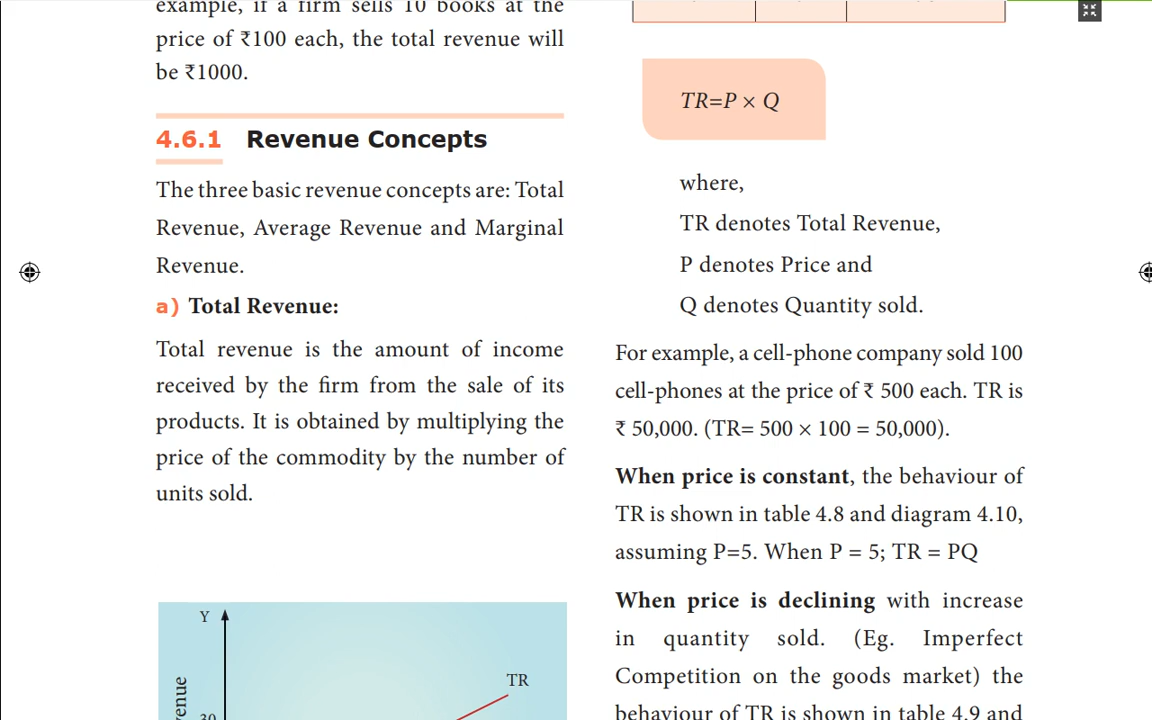 example, if a firm sells 10 books at the
price of ₹100 each, the total revenue will
be ₹1000.
4.6.1 Revenue Concepts
The three basic revenue concepts are: Total
Revenue, Average Revenue and Marginal
Revenue.
a) Total Revenue:
Total revenue is the amount of income
received by the firm from the sale of its
products. It is obtained by multiplying the
price of the commodity by the number of
units sold.
Y
TR
30
TR=P × Q
where,
TR denotes Total Revenue,
P denotes Price and
Q denotes Quantity sold.
For example, a cell-phone company sold 100
cell-phones at the price of ₹ 500 each. TR is
₹ 50,000. (TR= 500 × 100 = 50,000).
When price is constant, the behaviour of
TR is shown in table 4.8 and diagram 4.10,
assuming P=5. When P = 5; TR = PQ
When price is declining with increase
in quantity sold. (Eg. Imperfect
Competition on the goods market) the
behaviour of TR is shown in table 4.9 and